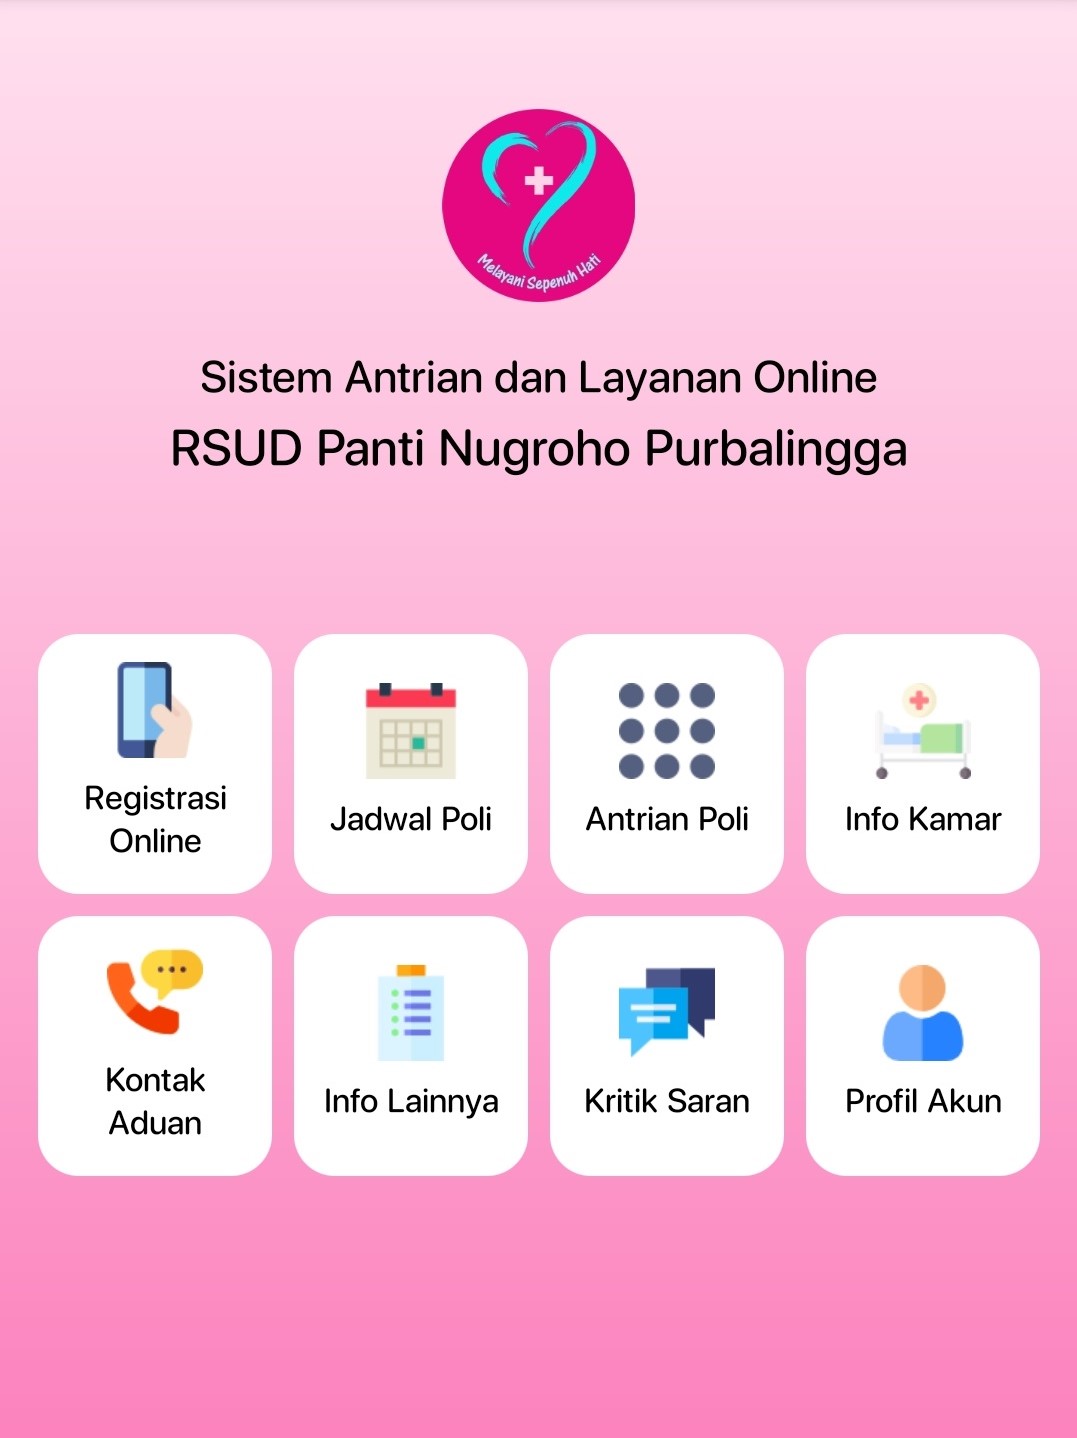 Melayani Sepenuh Hati
Sistem Antrian dan Layanan Online
RSUD Panti Nugroho Purbalingga
Registrasi
Online
Jadwal Poli
Antrian Poli
Info Kamar
Kontak
Aduan
Info Lainnya
Kritik Saran
Profil Akun